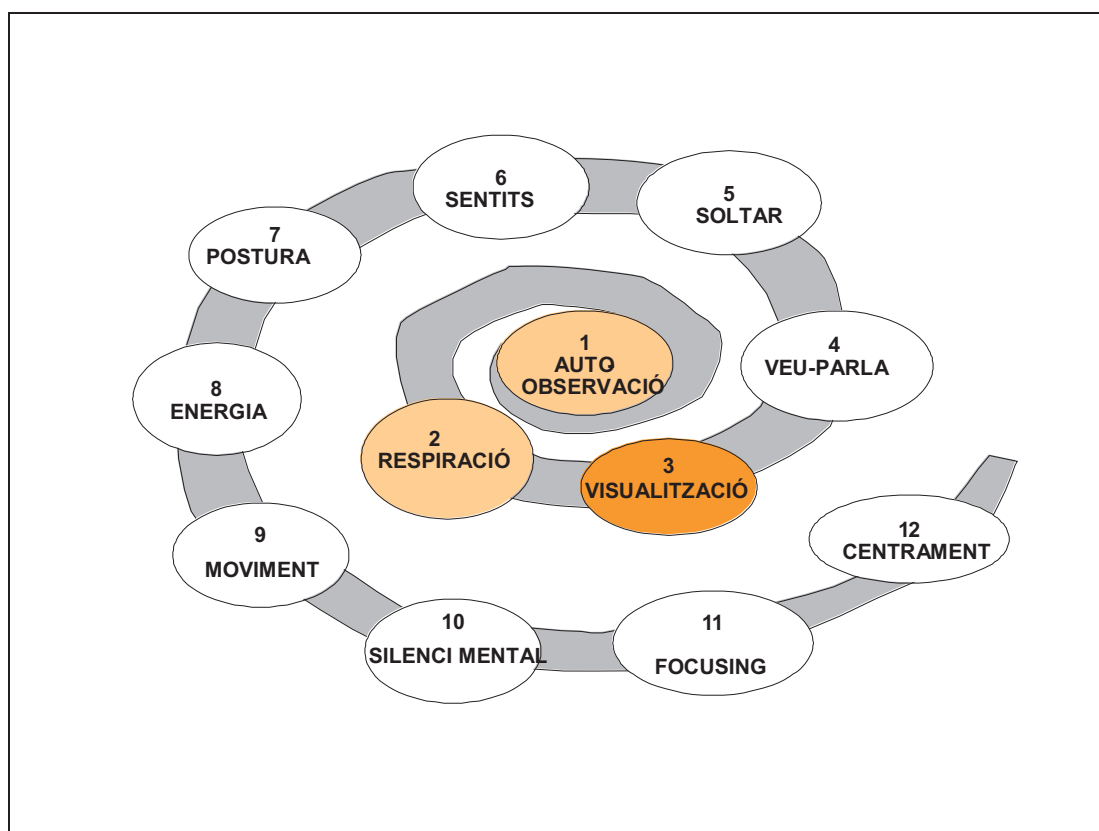 1
AUTO-
OBSERVACIÓ
2
RESPIRACIÓ
3
VISUALITZACIÓ
4
VEU-PARLA
5
SOLTAR
6
SENTITS
7
POSTURA
8
ENERGIA
9
MOVIMENT
10
SILENCI MENTAL
11
FOCUSING
12
CENTRAMENT